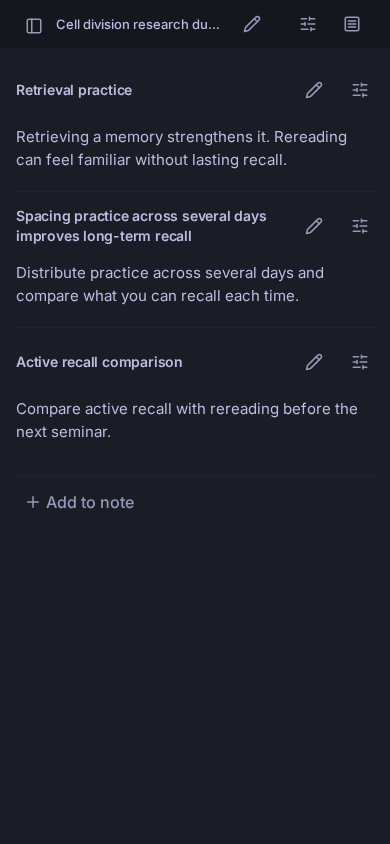 Cell division research du...
Retrieval practice
Retrieving a memory strengthens it. Rereading
can feel familiar without lasting recall.
Spacing practice across several days
improves long-term recall
Distribute practice across several days and
compare what you can recall each time.
Active recall comparison
Compare active recall with rereading before the
next seminar.
Add to note